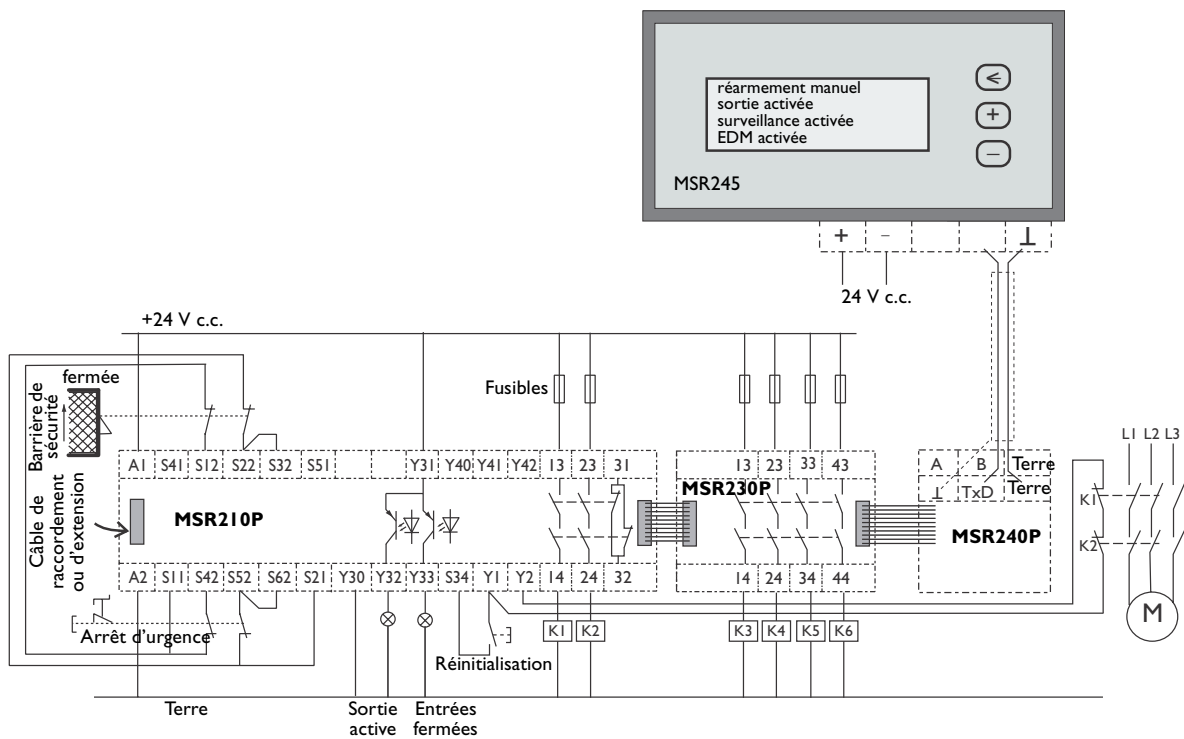 réarmement manuel
sortie activée
surveillance activée
EDM activée
MSR245
+ − ⊥
24 V c.c.
+24 V c.c.
fermée
Barrière de
sécurité
Fusibles
L1 L2 L3
A1 S41 S12 S22 S32 S51 Y31 Y40 Y41 Y42 13 23 31
13 23 33 43
A B Terre
⊥ TxD Terre
MSR210P
MSR230P
MSR240P
K1
K2
Câble de
raccordement
ou d'extension
A2 S11 S42 S52 S62 S21 Y30 Y32 Y33 S34 Y1 Y2 14 24 32
14 24 34 44
M
Arrêt d'urgence
K1 K2 K3 K4 K5 K6
Réinitialisation
Terre
Sortie
active
Entrées
fermées